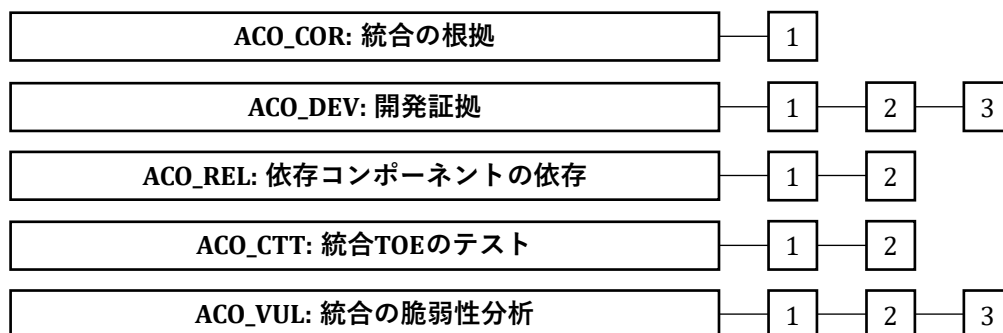 ACO_COR: 統合の根拠 1
ACO_DEV: 開発証拠 1 2 3
ACO_REL: 依存コンポーネントの依存 1 2
ACO_CTT: 統合TOEのテスト 1 2
ACO_VUL: 統合の脆弱性分析 1 2 3